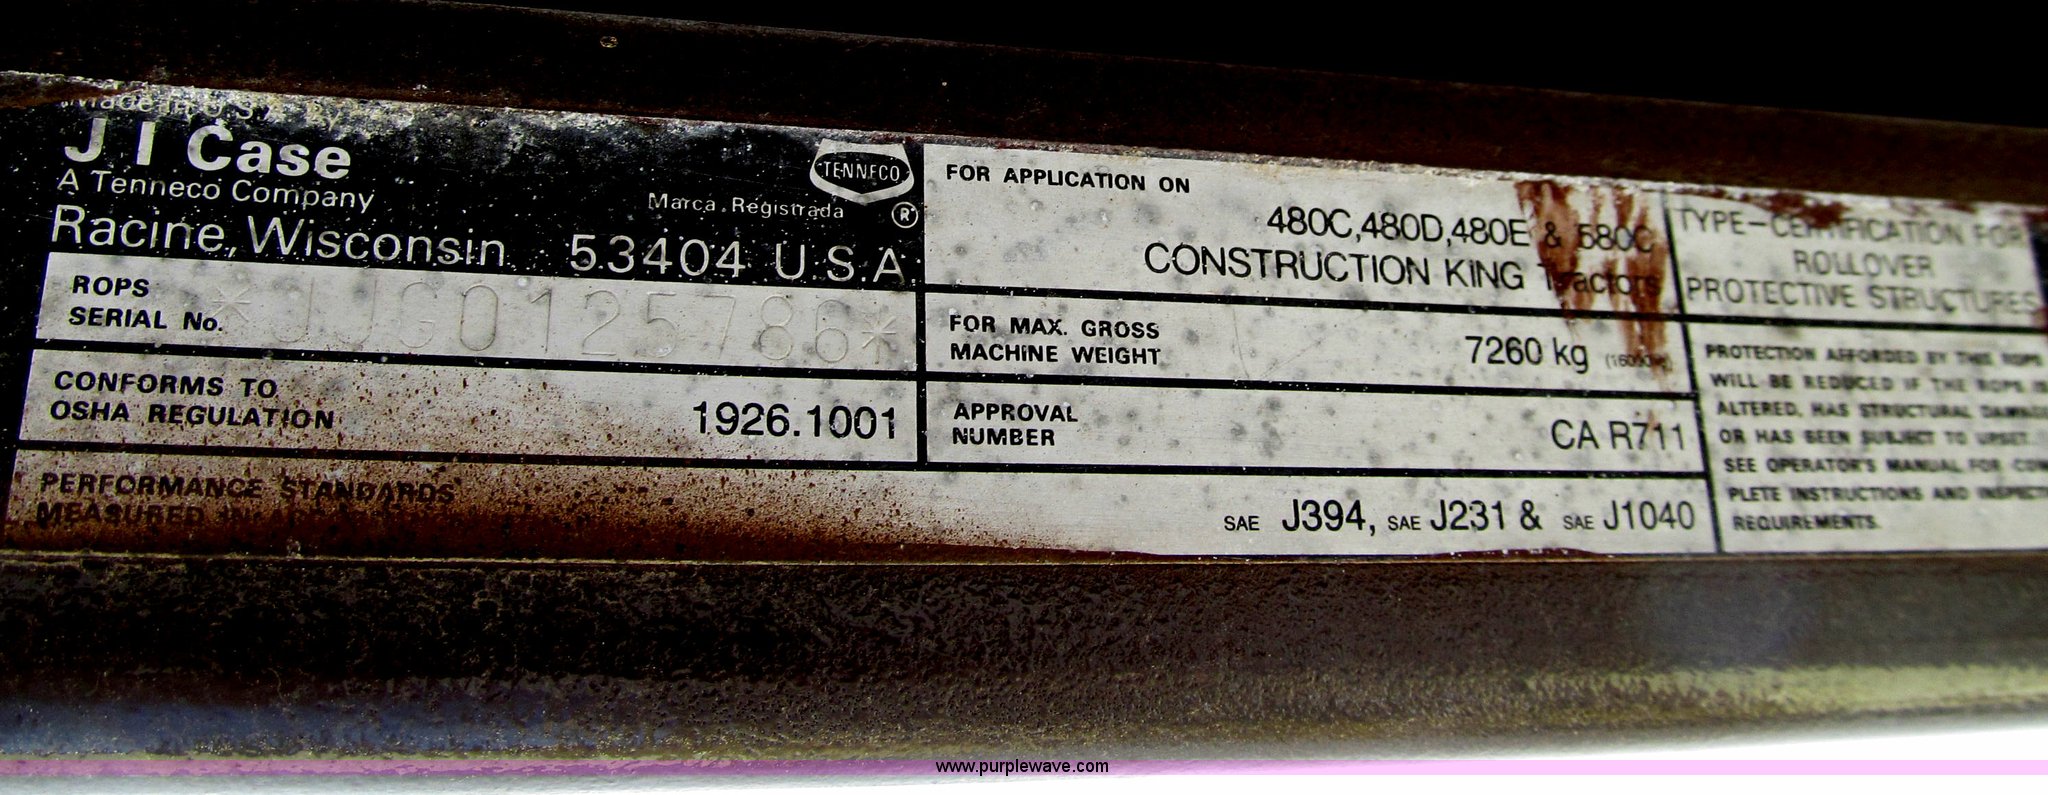 Made in U S A By
J I Case
A Tenneco Company
Racine, Wisconsin 53404 U.S.A
TENNECO
Marca Registrada ®
ROPS
SERIAL No.
*JJG0125786*
CONFORMS TO
OSHA REGULATION
1926.1001
PERFORMANCE STANDARDS
MEASURED IN
FOR APPLICATION ON
480C,480D,480E & 580C
CONSTRUCTION KING Tractors
FOR MAX. GROSS
MACHINE WEIGHT
7260 kg
APPROVAL
NUMBER
CA R711
SAE J394, SAE J231 & SAE J1040
TYPE-CERTIFICATION FOR
ROLLOVER
PROTECTIVE STRUCTURES
PROTECTION AFFORDED BY THIS ROPS
WILL BE REDUCED IF THE ROPS IS
ALTERED, HAS STRUCTURAL DAMAGE
OR HAS BEEN SUBJECT TO UPSET.
SEE OPERATOR'S MANUAL FOR COM
PLETE INSTRUCTIONS AND INSPECT
REQUIREMENTS.
www.purplewave.com